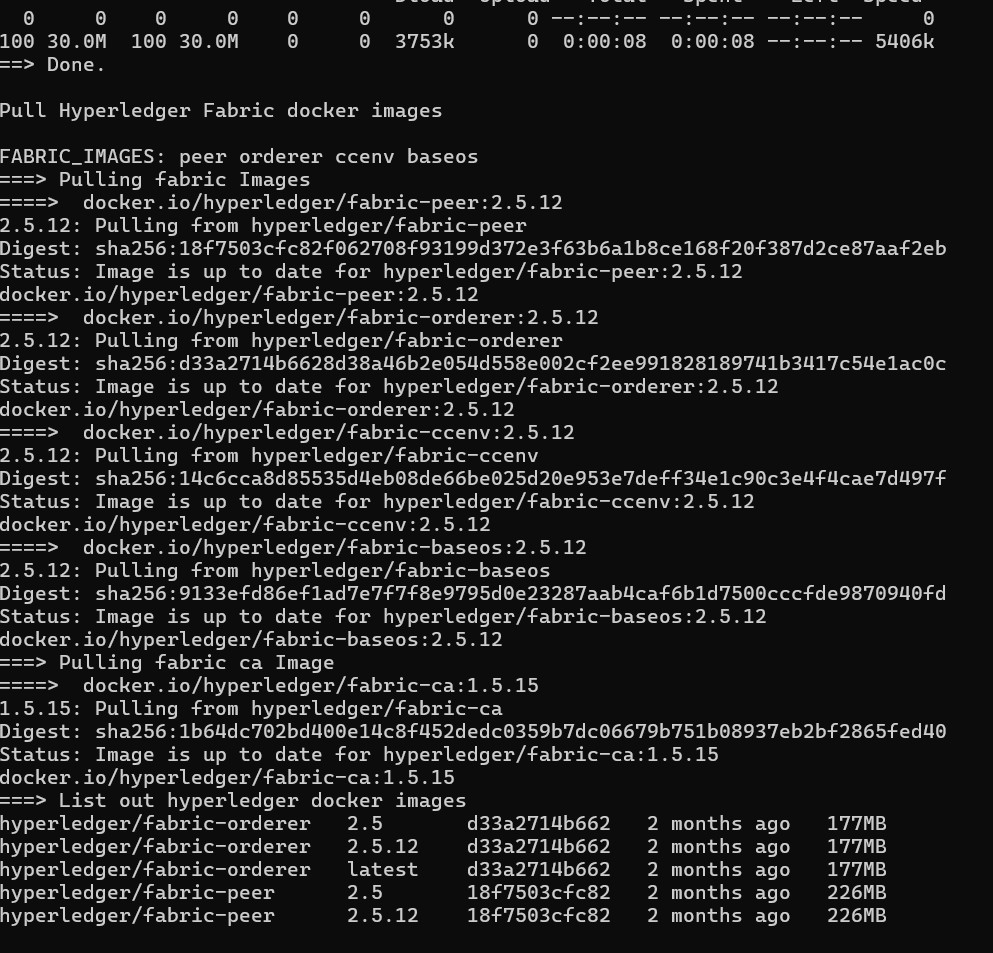 Dload  Upload   Total   Spent    Left  Speed
  0     0     0     0    0     0      0      0 --:--:-- --:--:-- --:--:--     0
100 30.0M  100 30.0M    0     0  3753k      0  0:00:08  0:00:08 --:--:-- 5406k
==> Done.
Pull Hyperledger Fabric docker images
FABRIC_IMAGES: peer orderer ccenv baseos
===> Pulling fabric Images
====>  docker.io/hyperledger/fabric-peer:2.5.12
2.5.12: Pulling from hyperledger/fabric-peer
Digest: sha256:18f7503cfc82f062708f93199d372e3f63b6a1b8ce168f20f387d2ce87aaf2eb
Status: Image is up to date for hyperledger/fabric-peer:2.5.12
docker.io/hyperledger/fabric-peer:2.5.12
====>  docker.io/hyperledger/fabric-orderer:2.5.12
2.5.12: Pulling from hyperledger/fabric-orderer
Digest: sha256:d33a2714b6628d38a46b2e054d558e002cf2ee991828189741b3417c54e1ac0c
Status: Image is up to date for hyperledger/fabric-orderer:2.5.12
docker.io/hyperledger/fabric-orderer:2.5.12
====>  docker.io/hyperledger/fabric-ccenv:2.5.12
2.5.12: Pulling from hyperledger/fabric-ccenv
Digest: sha256:14c6cca8d85535d4eb08de66be025d20e953e7deff34e1c90c3e4f4cae7d497f
Status: Image is up to date for hyperledger/fabric-ccenv:2.5.12
docker.io/hyperledger/fabric-ccenv:2.5.12
====>  docker.io/hyperledger/fabric-baseos:2.5.12
2.5.12: Pulling from hyperledger/fabric-baseos
Digest: sha256:9133efd86ef1ad7e7f7f8e9795d0e23287aab4caf6b1d7500cccfde9870940fd
Status: Image is up to date for hyperledger/fabric-baseos:2.5.12
docker.io/hyperledger/fabric-baseos:2.5.12
===> Pulling fabric ca Image
====>  docker.io/hyperledger/fabric-ca:1.5.15
1.5.15: Pulling from hyperledger/fabric-ca
Digest: sha256:1b64dc702bd400e14c8f452dedc0359b7dc06679b751b08937eb2bf2865fed40
Status: Image is up to date for hyperledger/fabric-ca:1.5.15
docker.io/hyperledger/fabric-ca:1.5.15
===> List out hyperledger docker images
hyperledger/fabric-orderer   2.5       d33a2714b662   2 months ago   177MB
hyperledger/fabric-orderer   2.5.12    d33a2714b662   2 months ago   177MB
hyperledger/fabric-orderer   latest    d33a2714b662   2 months ago   177MB
hyperledger/fabric-peer      2.5       18f7503cfc82   2 months ago   226MB
hyperledger/fabric-peer      2.5.12    18f7503cfc82   2 months ago   226MB